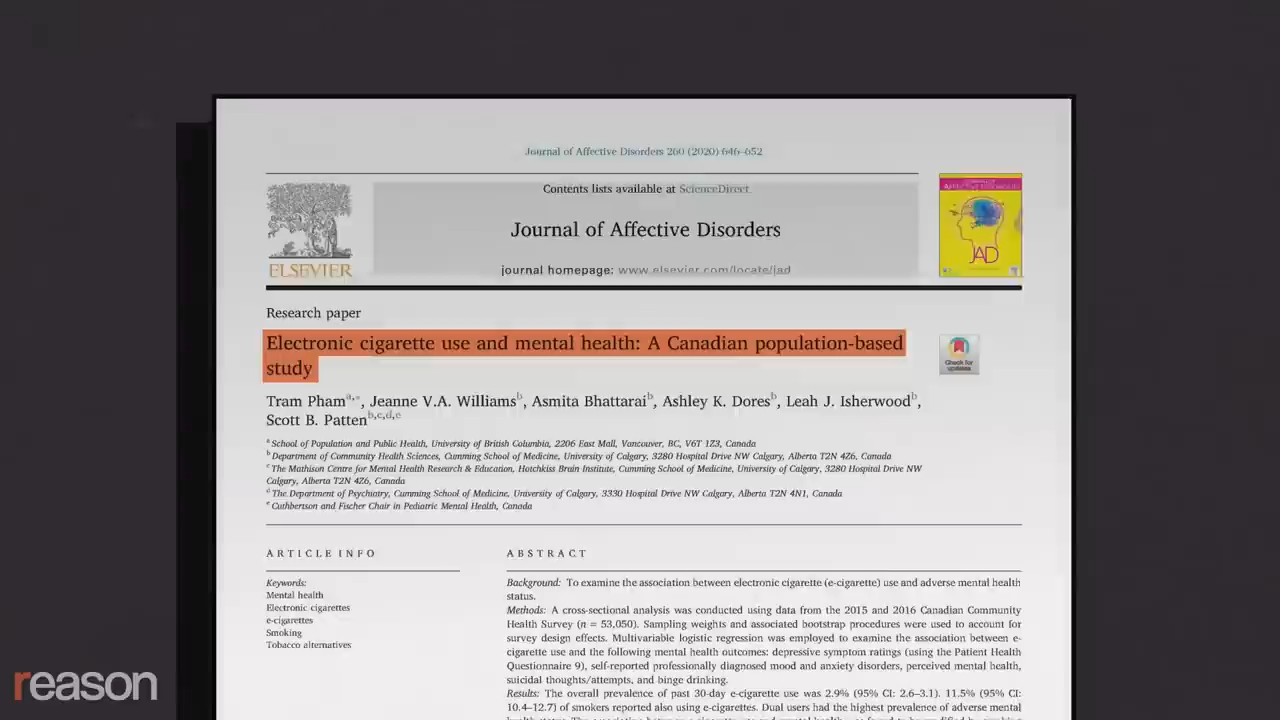 Journal of Affective Disorders 260 (2020) 646–652
Contents lists available at ScienceDirect
Journal of Affective Disorders
journal homepage: www.elsevier.com/locate/jad
ELSEVIER
JAD
Research paper
Electronic cigarette use and mental health: A Canadian population-based
study
Check for
updates
Tram Pham a,*, Jeanne V.A. Williams b, Asmita Bhattarai b, Ashley K. Dores b, Leah J. Isherwood b,
Scott B. Patten b,c,d,e
a School of Population and Public Health, University of British Columbia, 2206 East Mall, Vancouver, BC, V6T 1Z3, Canada
b Department of Community Health Sciences, Cumming School of Medicine, University of Calgary, 3280 Hospital Drive NW Calgary, Alberta T2N 4Z6, Canada
c The Mathison Centre for Mental Health Research & Education, Hotchkiss Brain Institute, Cumming School of Medicine, University of Calgary, 3280 Hospital Drive NW
Calgary, Alberta T2N 4Z6, Canada
d The Department of Psychiatry, Cumming School of Medicine, University of Calgary, 3330 Hospital Drive NW Calgary, Alberta T2N 4N1, Canada
e Cuthbertson and Fischer Chair in Pediatric Mental Health, Canada
ARTICLE INFO
Keywords:
Mental health
Electronic cigarettes
e-cigarettes
Smoking
Tobacco alternatives
ABSTRACT
Background: To examine the association between electronic cigarette (e-cigarette) use and adverse mental health
status.
Methods: A cross-sectional analysis was conducted using data from the 2015 and 2016 Canadian Community
Health Survey (n = 53,050). Sampling weights and associated bootstrap procedures were used to account for
survey design effects. Multivariable logistic regression was employed to examine the association between e-
cigarette use and the following mental health outcomes: depressive symptom ratings (using the Patient Health
Questionnaire 9), self-reported professionally diagnosed mood and anxiety disorders, perceived mental health,
suicidal thoughts/attempts, and binge drinking.
Results: The overall prevalence of past 30-day e-cigarette use was 2.9% (95% CI: 2.6–3.1). 11.5% (95% CI:
10.4–12.7) of smokers reported also using e-cigarettes. Dual users had the highest prevalence of adverse mental
reason